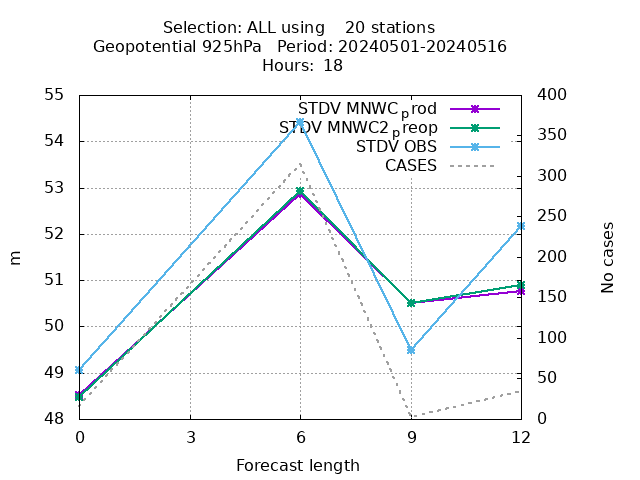 Selection: ALL using    20 stations
Geopotential 925hPa   Period: 20240501-20240516
Hours: 18
STDV MNWC_prod
STDV MNWC2_preop
STDV OBS
CASES
55
54
53
52
51
50
49
48
m
400
350
300
250
200
150
100
50
0
No cases
0 3 6 9 12
Forecast length